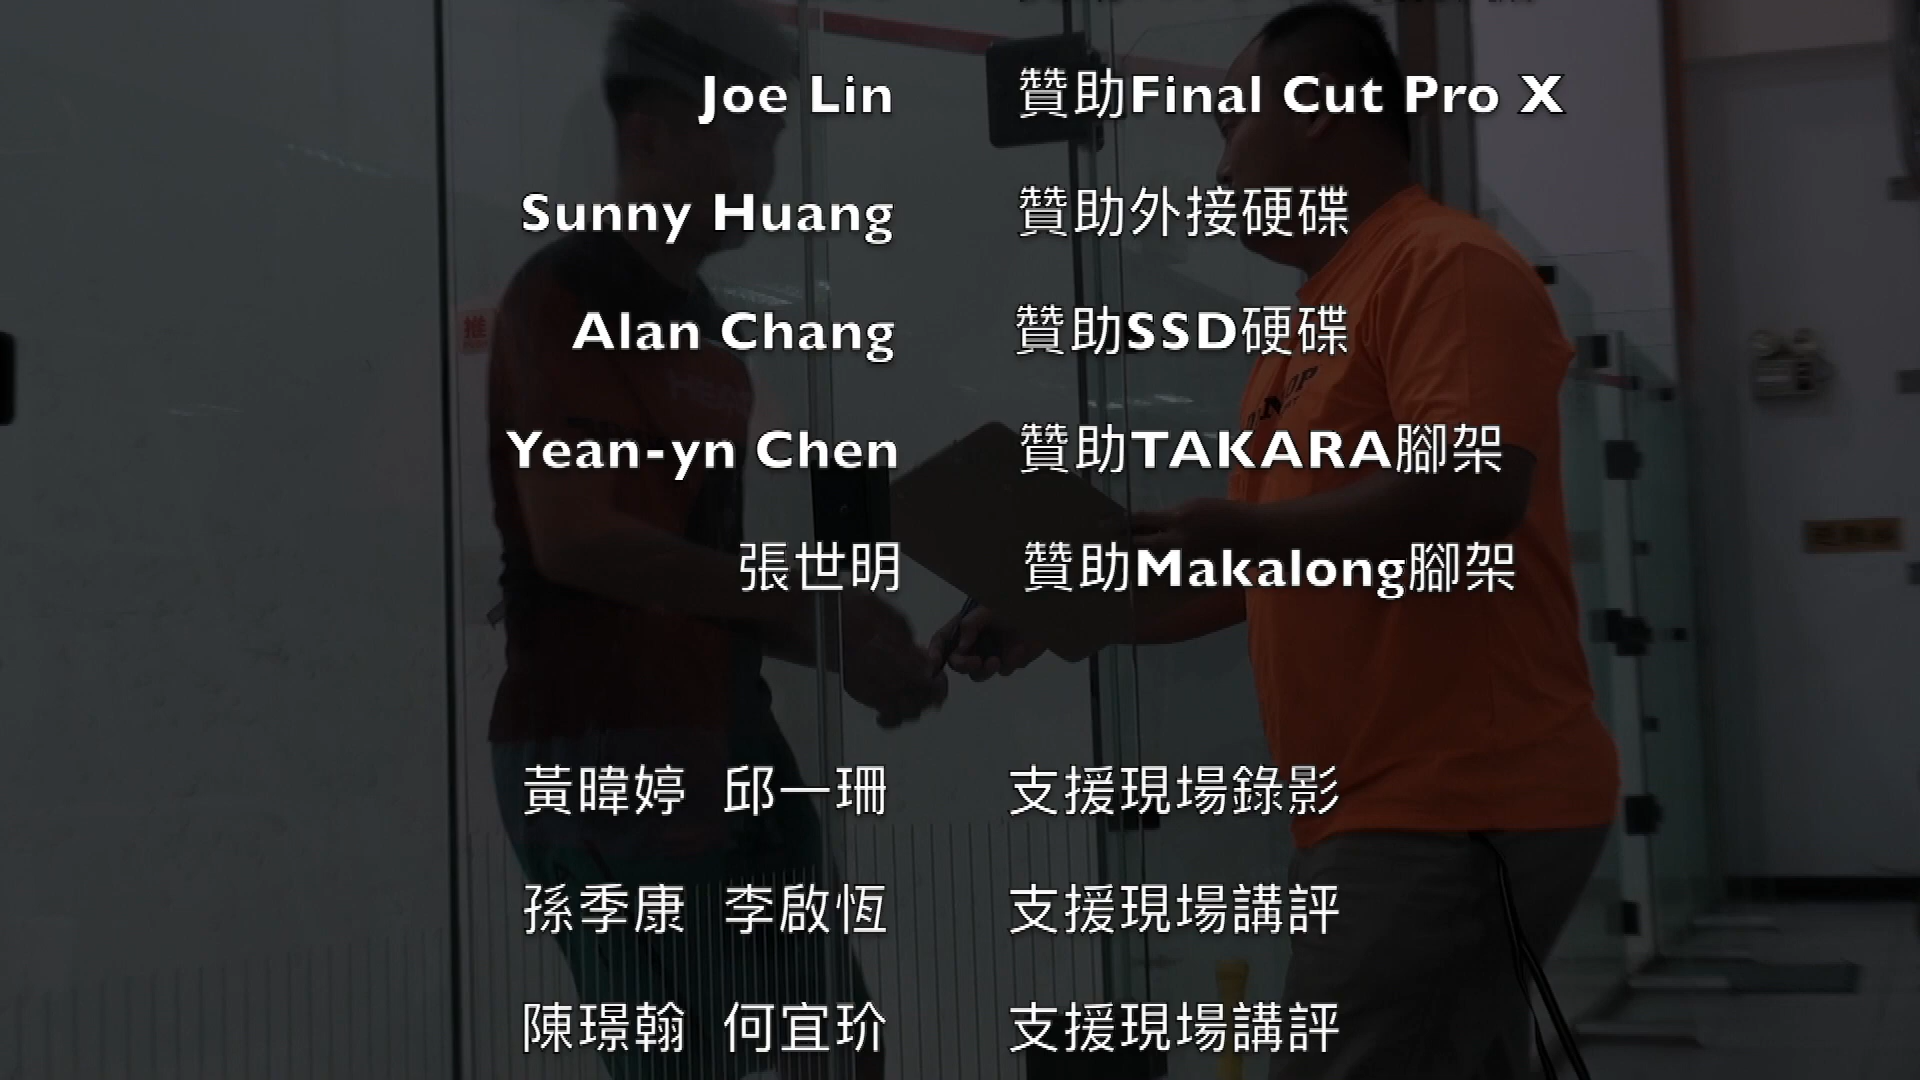 Joe Lin 贊助Final Cut Pro X
Sunny Huang 贊助外接硬碟
Alan Chang 贊助SSD硬碟
推
Yean-yn Chen 贊助TAKARA腳架
張世明 贊助Makalong腳架
黃暐婷 邱一珊 支援現場錄影
孫季康 李啟恆 支援現場講評
陳璟翰 何宜玠 支援現場講評